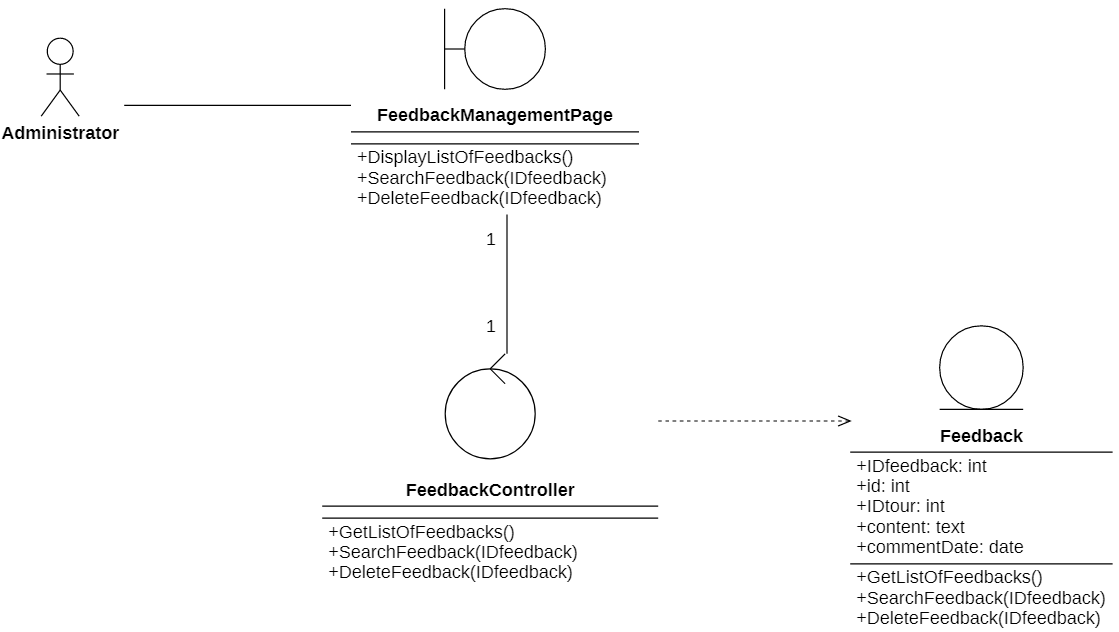 Administrator
FeedbackManagementPage
+DisplayListOfFeedbacks()
+SearchFeedback(IDfeedback)
+DeleteFeedback(IDfeedback)
1
1
FeedbackController
+GetListOfFeedbacks()
+SearchFeedback(IDfeedback)
+DeleteFeedback(IDfeedback)
Feedback
+IDfeedback: int
+id: int
+IDtour: int
+content: text
+commentDate: date
+GetListOfFeedbacks()
+SearchFeedback(IDfeedback)
+DeleteFeedback(IDfeedback)